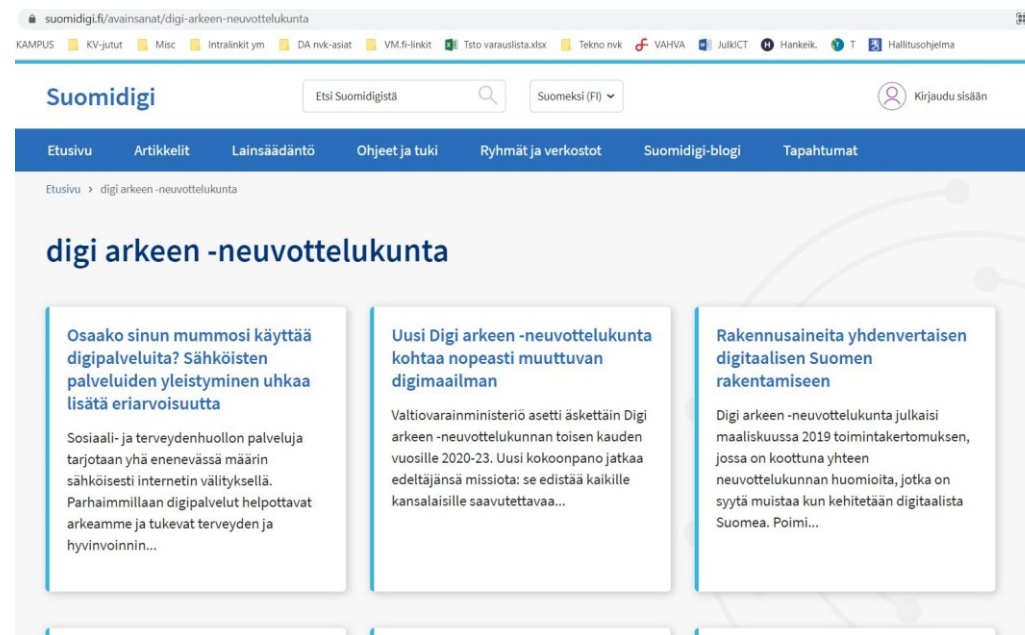 suomidigi.fi/avainsanat/digi-arkeen-neuvottelukunta
KAMPUS KV-jutut Misc Intralinkit ym DA nvk-asiat VM.fi-linkit Tsto varauslista.xlsx Tekno nvk VAHVA JulkICT Hankeik. T Hallitusohjelma
Suomidigi Etsi Suomidigistä Suomeksi (FI) Kirjaudu sisään
Etusivu Artikkelit Lainsäädäntö Ohjeet ja tuki Ryhmät ja verkostot Suomidigi-blogi Tapahtumat
Etusivu > digi arkeen -neuvottelukunta
digi arkeen -neuvottelukunta
Osaako sinun mummosi käyttää
digipalveluita? Sähköisten
palveluiden yleistyminen uhkaa
lisätä eriarvoisuutta
Sosiaali- ja terveydenhuollon palveluja
tarjotaan yhä enenevässä määrin
sähköisesti internetin välityksellä.
Parhaimmillaan digipalvelut helpottavat
arkeamme ja tukevat terveyden ja
hyvinvoinnin...
Uusi Digi arkeen -neuvottelukunta
kohtaa nopeasti muuttuvan
digimaailman
Valtiovarainministeriö asetti äskettäin Digi
arkeen -neuvottelukunnan toisen kauden
vuosille 2020-23. Uusi kokoonpano jatkaa
edeltäjänsä missiota: se edistää kaikille
kansalaisille saavutettavaa...
Rakennusaineita yhdenvertaisen
digitaalisen Suomen
rakentamiseen
Digi arkeen -neuvottelukunta julkaisi
maaliskuussa 2019 toimintakertomuksen,
jossa on koottuna yhteen
neuvottelukunnan huomioita, jotka on
syytä muistaa kun kehitetään digitaalista
Suomea. Poimi...